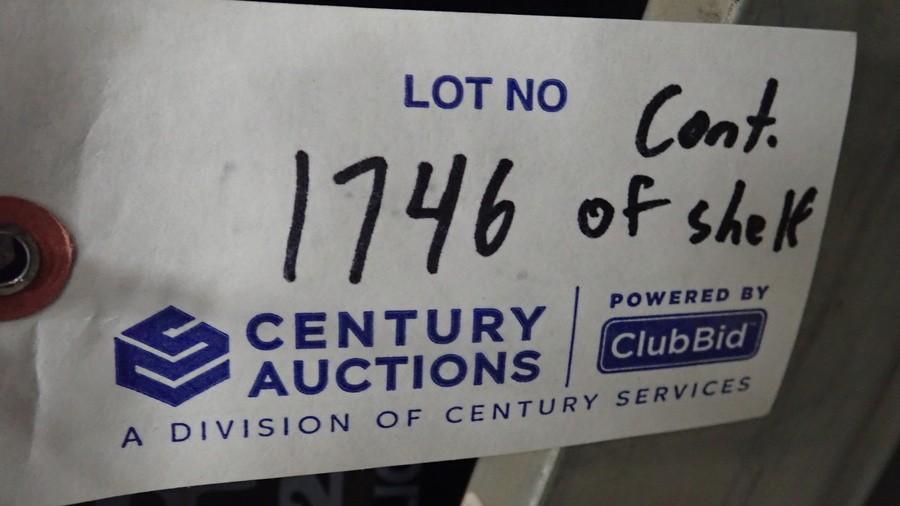 LOT NO
1746
Cont.
of shelf
CENTURY
AUCTIONS
POWERED BY
ClubBid
A DIVISION OF CENTURY SERVICES